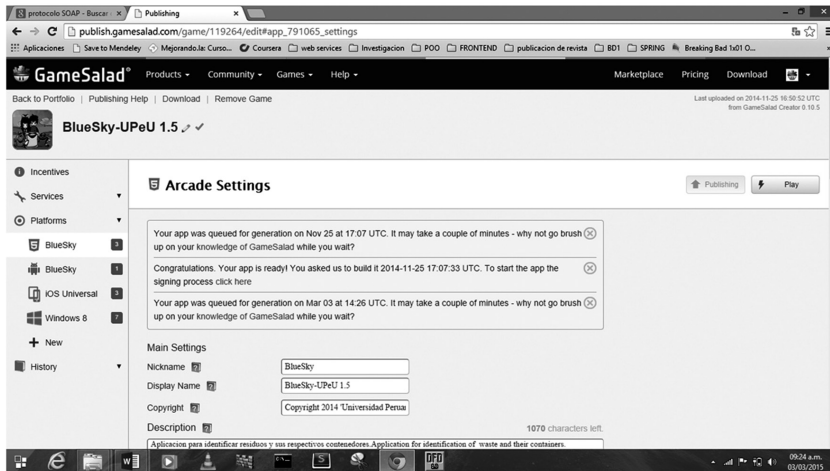 protocolo SOAP - Buscar
Publishing
publish.gamesalad.com/game/119264/edit#app_791065_settings
Aplicaciones
Save to Mendeley
Mejorando.la: Curso...
Coursera
web services
Investigacion
POO
FRONTEND
publicacion de revista
BD1
SPRING
Breaking Bad 1x01 O...
GameSalad®
Products
Community
Games
Help
Marketplace
Pricing
Download
Back to Portfolio | Publishing Help | Download | Remove Game
Last uploaded on 2014-11-25 16:50:52 UTC
from GameSalad Creator 0.10.5
BlueSky-UPeU 1.5
Incentives
Services
Platforms
BlueSky 3
BlueSky 1
iOS Universal 3
Windows 8 7
New
History
Arcade Settings
Publishing
Play
Your app was queued for generation on Nov 25 at 17:07 UTC. It may take a couple of minutes - why not go brush
up on your knowledge of GameSalad while you wait?
Congratulations. Your app is ready! You asked us to build it 2014-11-25 17:07:33 UTC. To start the app the
signing process click here
Your app was queued for generation on Mar 03 at 14:26 UTC. It may take a couple of minutes - why not go brush
up on your knowledge of GameSalad while you wait?
Main Settings
Nickname
BlueSky
Display Name
BlueSky-UPeU 1.5
Copyright
Copyright 2014 'Universidad Peruan
Description
1070 characters left.
Aplicacion para identificar residuos y sus respectivos contenedores.Application for identification of waste and their containers.
09:24 a.m.
03/03/2015